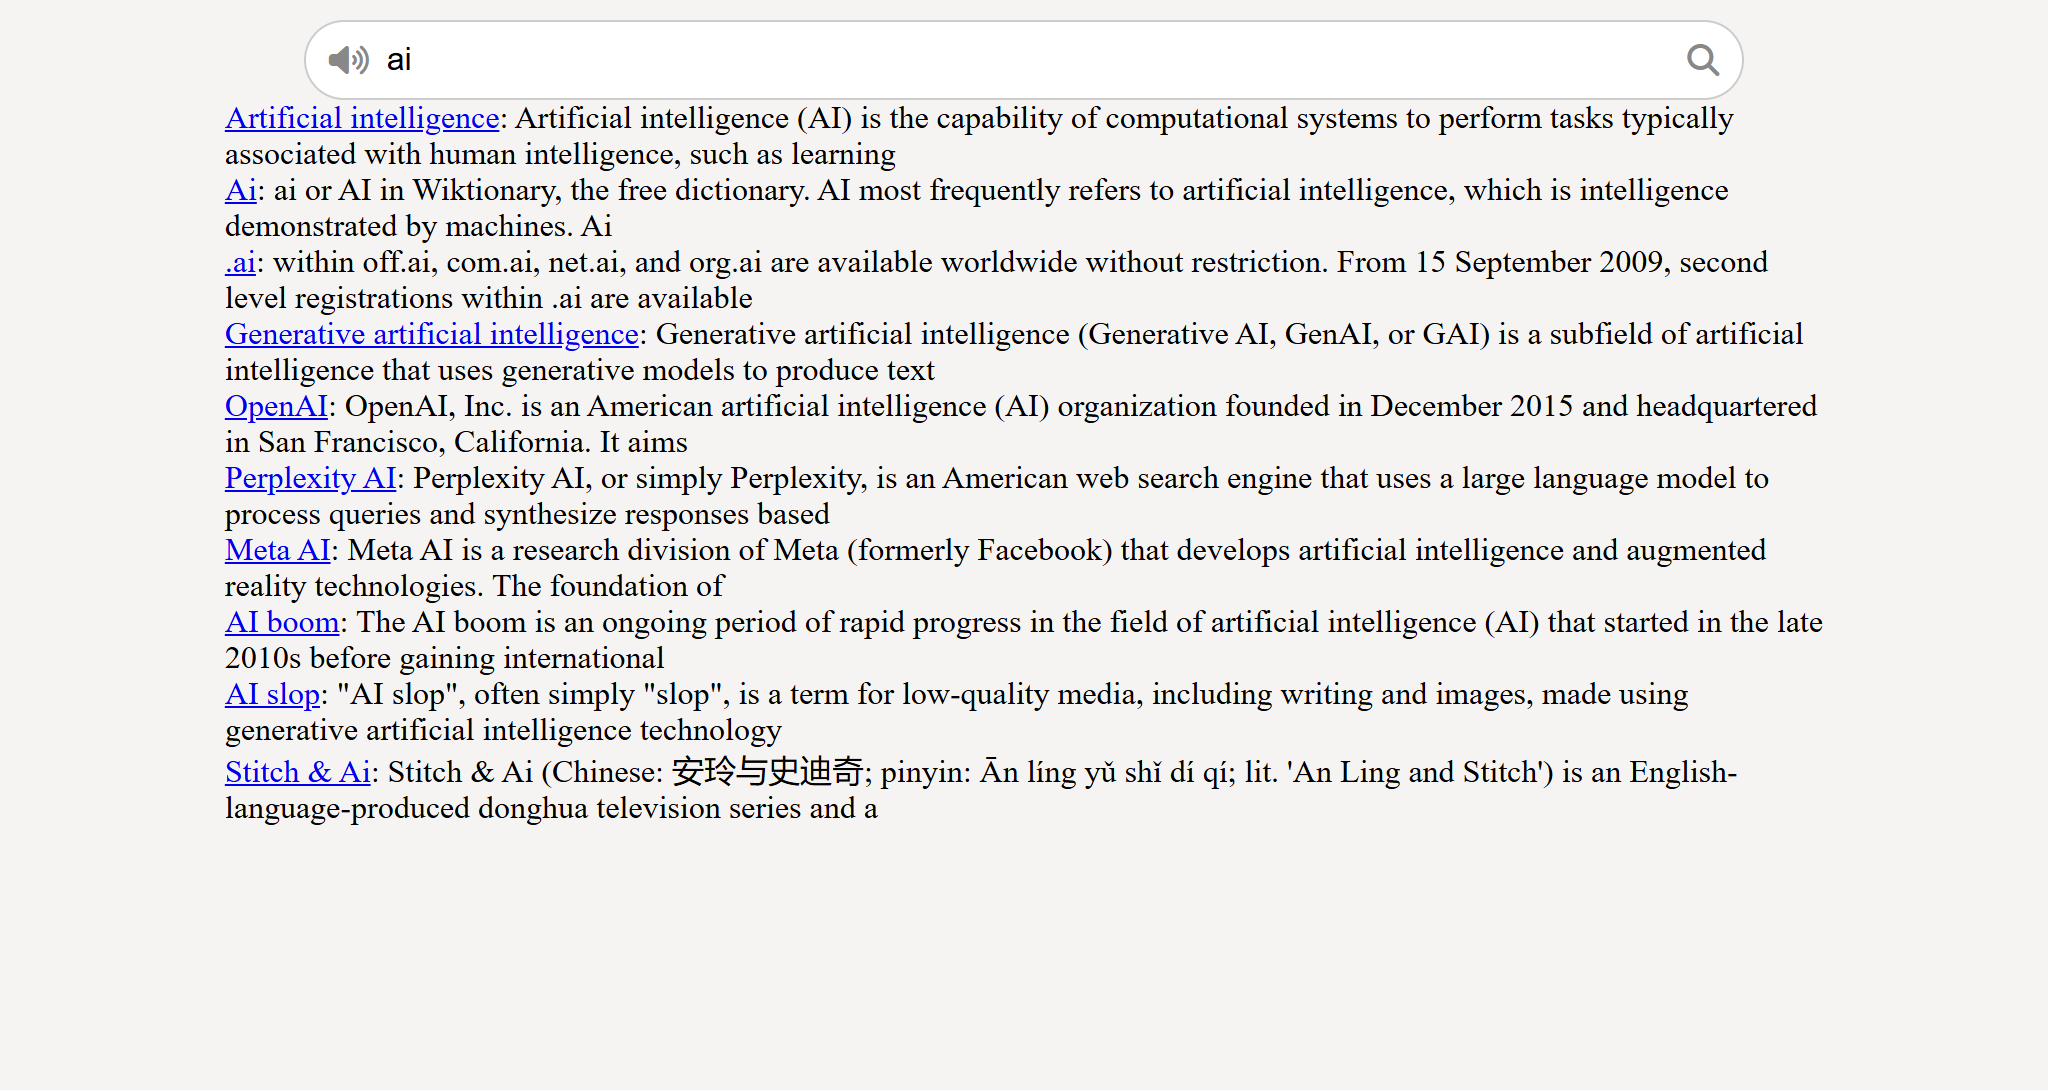 ai
Artificial intelligence: Artificial intelligence (AI) is the capability of computational systems to perform tasks typically
associated with human intelligence, such as learning
Ai: ai or AI in Wiktionary, the free dictionary. AI most frequently refers to artificial intelligence, which is intelligence
demonstrated by machines. Ai
.ai: within off.ai, com.ai, net.ai, and org.ai are available worldwide without restriction. From 15 September 2009, second
level registrations within .ai are available
Generative artificial intelligence: Generative artificial intelligence (Generative AI, GenAI, or GAI) is a subfield of artificial
intelligence that uses generative models to produce text
OpenAI: OpenAI, Inc. is an American artificial intelligence (AI) organization founded in December 2015 and headquartered
in San Francisco, California. It aims
Perplexity AI: Perplexity AI, or simply Perplexity, is an American web search engine that uses a large language model to
process queries and synthesize responses based
Meta AI: Meta AI is a research division of Meta (formerly Facebook) that develops artificial intelligence and augmented
reality technologies. The foundation of
AI boom: The AI boom is an ongoing period of rapid progress in the field of artificial intelligence (AI) that started in the late
2010s before gaining international
AI slop: "AI slop", often simply "slop", is a term for low-quality media, including writing and images, made using
generative artificial intelligence technology
Stitch & Ai: Stitch & Ai (Chinese: 安玲与史迪奇; pinyin: Ān líng yǔ shǐ dí qí; lit. 'An Ling and Stitch') is an English-
language-produced donghua television series and a